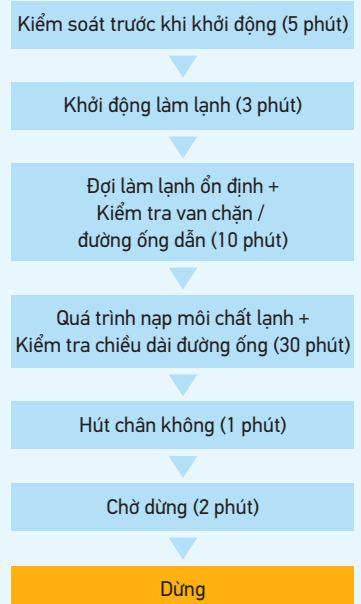 Kiểm soát trước khi khởi động (5 phút)
Khởi động làm lạnh (3 phút)
Đợi làm lạnh ổn định +
Kiểm tra van chặn /
đường ống dẫn (10 phút)
Quá trình nạp môi chất lạnh +
Kiểm tra chiều dài đường ống (30 phút)
Hút chân không (1 phút)
Chờ dừng (2 phút)
Dừng